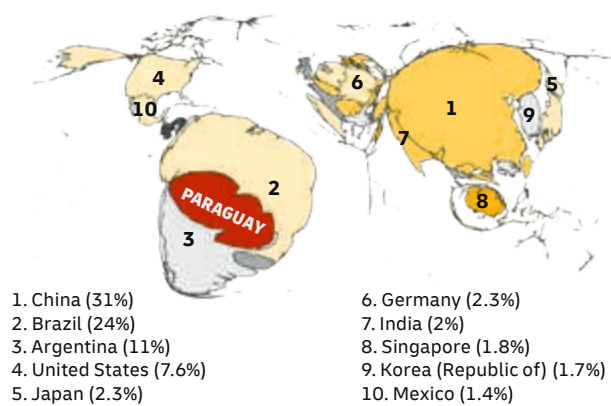 4
10
6
5
1
9
7
2
8
PARAGUAY
3
1. China (31%)
2. Brazil (24%)
3. Argentina (11%)
4. United States (7.6%)
5. Japan (2.3%)
6. Germany (2.3%)
7. India (2%)
8. Singapore (1.8%)
9. Korea (Republic of) (1.7%)
10. Mexico (1.4%)